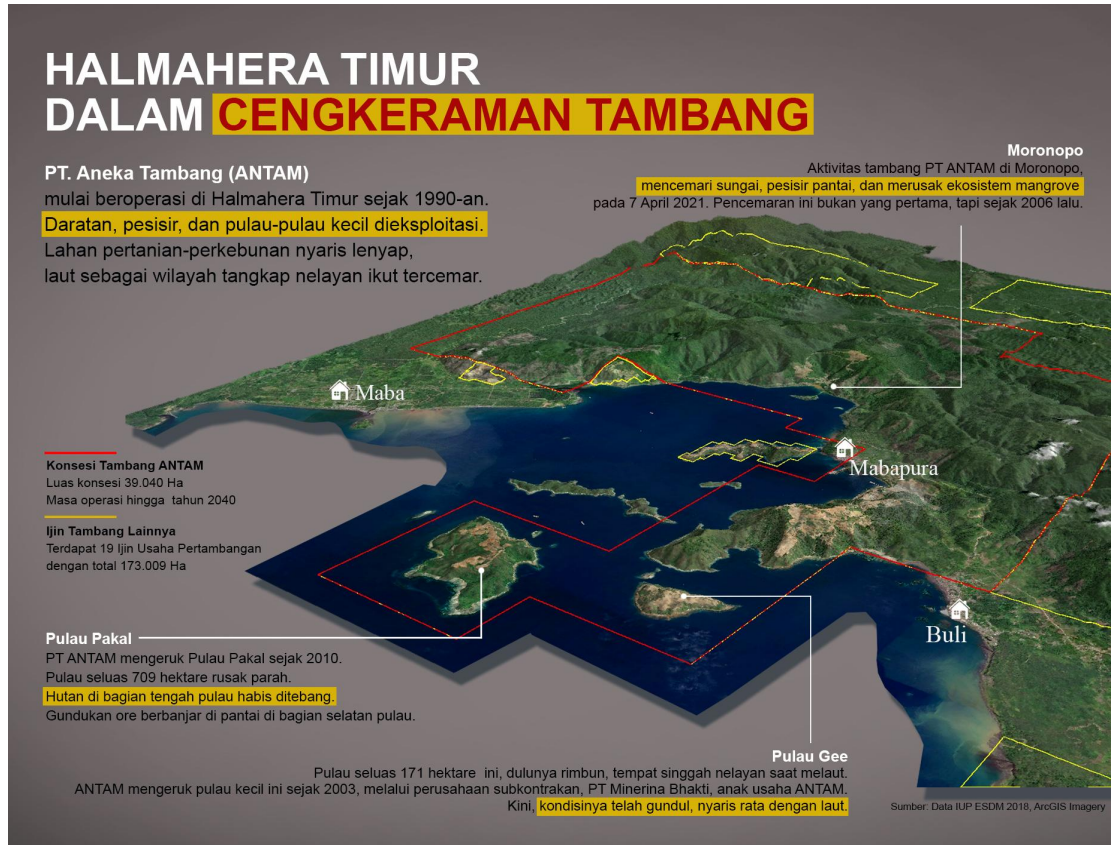 HALMAHERA TIMUR
DALAM CENGKERAMAN TAMBANG
PT. Aneka Tambang (ANTAM)
mulai beroperasi di Halmahera Timur sejak 1990-an.
Daratan, pesisir, dan pulau-pulau kecil dieksploitasi.
Lahan pertanian-perkebunan nyaris lenyap,
laut sebagai wilayah tangkap nelayan ikut tercemar.
Moronopo
Aktivitas tambang PT ANTAM di Moronopo,
mencemari sungai, pesisir pantai, dan merusak ekosistem mangrove
pada 7 April 2021. Pencemaran ini bukan yang pertama, tapi sejak 2006 lalu.
Maba
Mabapura
Buli
Konsesi Tambang ANTAM
Luas konsesi 39.040 Ha
Masa operasi hingga tahun 2040
Ijin Tambang Lainnya
Terdapat 19 Ijin Usaha Pertambangan
dengan total 173.009 Ha
Pulau Pakal
PT ANTAM mengeruk Pulau Pakal sejak 2010.
Pulau seluas 709 hektare rusak parah.
Hutan di bagian tengah pulau habis ditebang.
Gundukan ore berbanjar di pantai di bagian selatan pulau.
Pulau Gee
Pulau seluas 171 hektare ini, dulunya rimbun, tempat singgah nelayan saat melaut.
ANTAM mengeruk pulau kecil ini sejak 2003, melalui perusahaan subkontrakan, PT Minerina Bhakti, anak usaha ANTAM.
Kini, kondisinya telah gundul, nyaris rata dengan laut.
Sumber: Data IUP ESDM 2018, ArcGIS Imagery